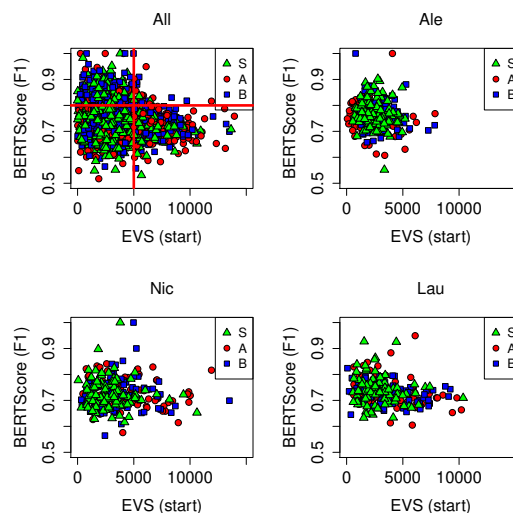 All
BERTScore (F1)
0.5 0.7 0.9
S
A
B
0 5000 10000
EVS (start)
Ale
BERTScore (F1)
0.5 0.7 0.9
S
A
B
0 5000 10000
EVS (start)
Nic
BERTScore (F1)
0.5 0.7 0.9
S
A
B
0 5000 10000
EVS (start)
Lau
BERTScore (F1)
0.5 0.7 0.9
S
A
B
0 5000 10000
EVS (start)